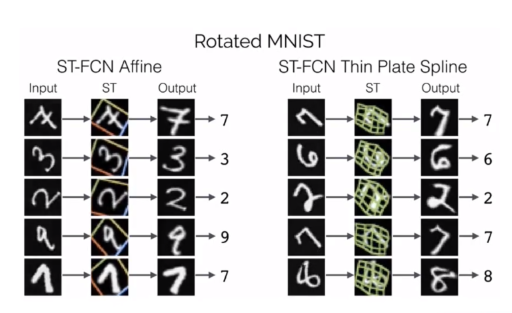 Rotated MNIST
ST-FCN Affine
Input ST Output
7
3
2
9
7
ST-FCN Thin Plate Spline
Input ST Output
7
6
2
7
8